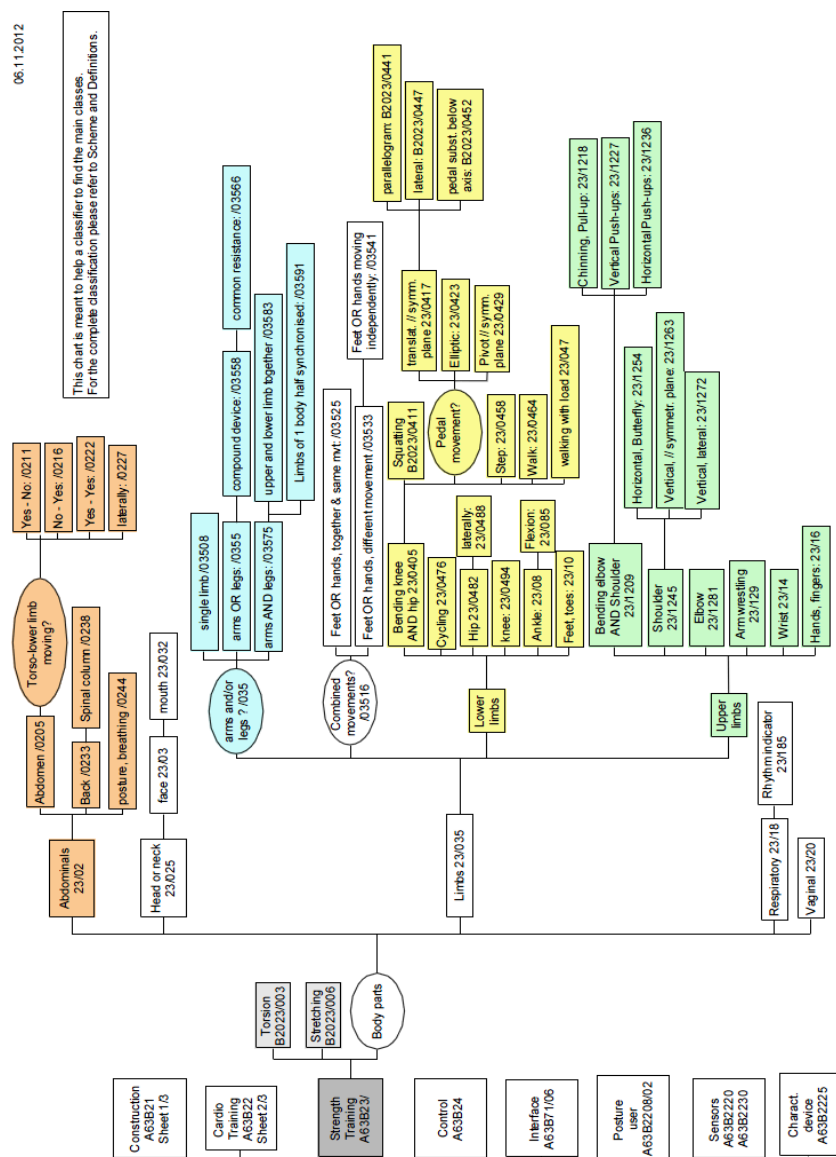 06.11.2012
This chart is meant to help a classifier to find the main classes.
For the complete classification please refer to Scheme and Definitions.
Construction
A63B21
Sheet 1/3
Cardio
Training
A63B22
Sheet 2/3
Strength
Training
A63B23/
Control
A63B24
Interface
A63B71/06
Posture
user
A63B2208/02
Sensors
A63B2220
A63B2230
Charact.
device
A63B2225
Torsion
B2023/003
Stretching
B2023/006
Body parts
Abdominals
23/02
Abdomen /0205
Torso-lower limb
moving?
Yes - No: /0211
No - Yes: /0216
Yes - Yes: /0222
laterally: /0227
Back /0233
Spinal column /0238
posture, breathing /0244
Head or neck
23/025
face 23/03
mouth 23/032
Limbs 23/035
arms and/or
legs ? /035
single limb /03508
arms OR legs: /0355
compound device: /03558
common resistance: /03566
arms AND legs: /03575
upper and lower limb together /03583
Limbs of 1 body half synchronised: /03591
Combined
movements?
/03516
Feet OR hands, together & same mvt: /03525
Feet OR hands, different movement /03533
Feet OR hands moving
independently: /03541
Lower
limbs
Bending knee
AND hip 23/0405
Squatting
B2023/0411
Pedal
movement?
translat. // symm.
plane 23/0417
Elliptic: 23/0423
Pivot // symm.
plane 23/0429
parallelogram: B2023/0441
lateral: B2023/0447
pedal subst. below
axis: B2023/0452
Step: 23/0458
Walk: 23/0464
walking with load 23/047
Cycling 23/0476
Hip 23/0482
laterally:
23/0488
knee: 23/0494
Ankle: 23/08
Flexion:
23/085
Feet, toes: 23/10
Upper
limbs
Bending elbow
AND Shoulder
23/1209
Chinning, Pull-up: 23/1218
Vertical Push-ups: 23/1227
Horizontal Push-ups: 23/1236
Shoulder
23/1245
Horizontal, Butterfly: 23/1254
Vertical, // symmetr. plane: 23/1263
Vertical, lateral: 23/1272
Elbow
23/1281
Armwrestling
23/129
Wrist 23/14
Hands, fingers: 23/16
Respiratory 23/18
Rhythm indicator
23/185
Vaginal 23/20